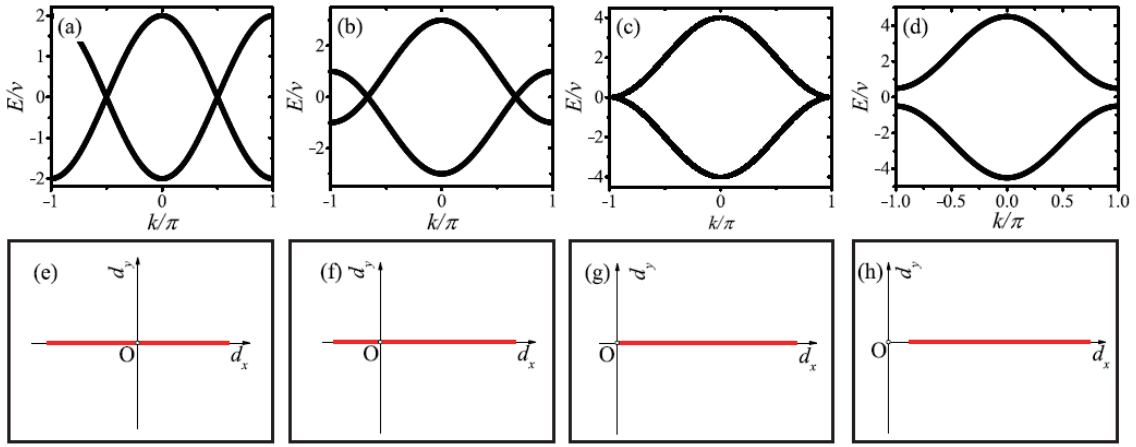 (a)
2
1
0
-1
-2
-1
0
1
E/v
k/π
(b)
2
0
-2
-1
0
1
E/v
k/π
(c)
4
2
0
-2
-4
-1
0
1
E/v
k/π
(d)
4
2
0
-2
-4
-1.0
-0.5
0.0
0.5
1.0
E/v
k/π
(e)
d_y
O
d_x
(f)
d_y
O
d_x
(g)
d_y
O
d_x
(h)
d_y
O
d_x